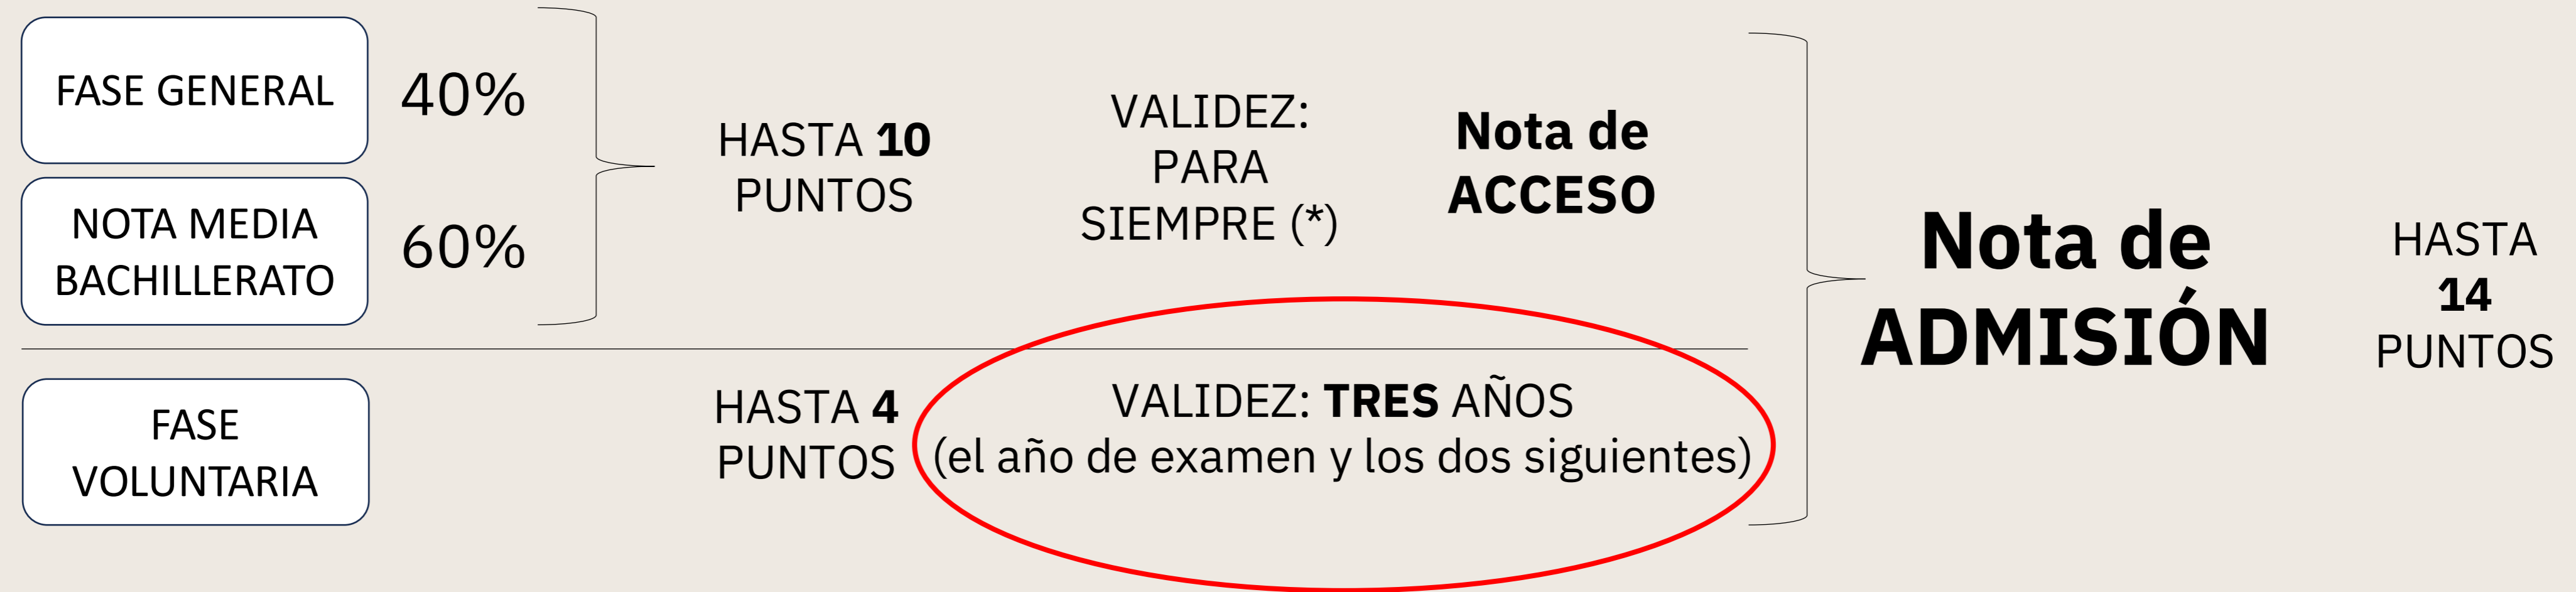 FASE GENERAL
40%
NOTA MEDIA
BACHILLERATO
60%
HASTA 10
PUNTOS
VALIDEZ:
PARA
SIEMPRE (*)
Nota de
ACCESO
FASE
VOLUNTARIA
HASTA 4
PUNTOS
VALIDEZ: TRES AÑOS
(el año de examen y los dos siguientes)
Nota de
ADMISIÓN
HASTA
14
PUNTOS